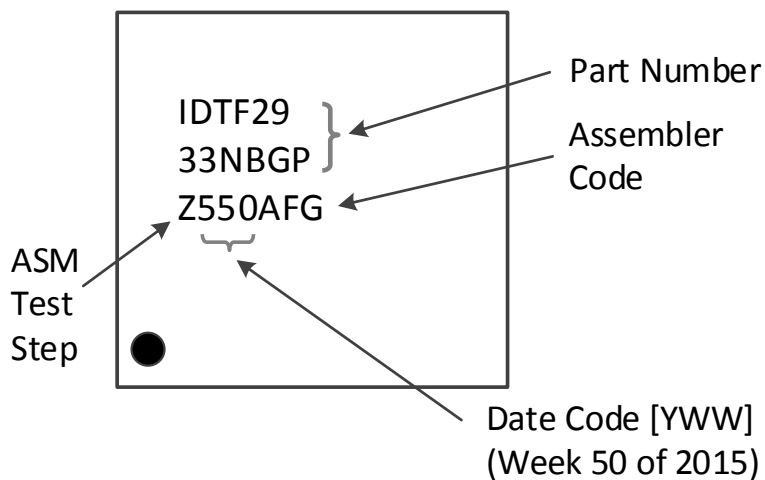 IDTF29
33NBGP
Z550AFG
Part Number
Assembler
Code
ASM
Test
Step
Date Code [YWW]
(Week 50 of 2015)